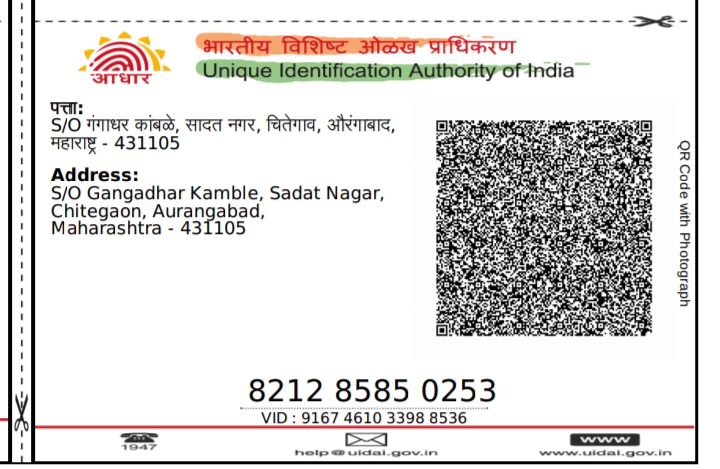 भारतीय विशिष्ट ओळख प्राधिकरण
Unique Identification Authority of India
आधार
पत्ता:
S/O गंगाधर कांबळे, सादत नगर, चितेगाव, औरंगाबाद,
महाराष्ट्र - 431105
Address:
S/O Gangadhar Kamble, Sadat Nagar,
Chitegaon, Aurangabad,
Maharashtra - 431105
QR Code with Photograph
8212 8585 0253
VID : 9167 4610 3398 8536
1947
help@uidai.gov.in
www
www.uidai.gov.in